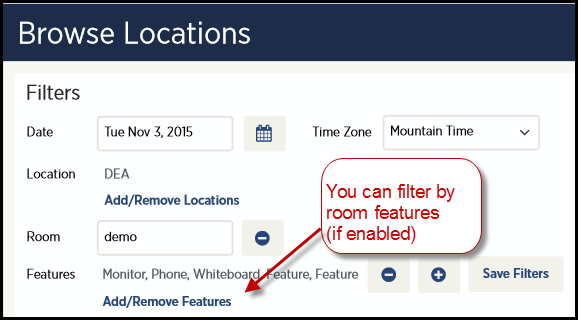 Browse Locations
Filters
Date Tue Nov 3, 2015 Time Zone Mountain Time
Location DEA
Add/Remove Locations
You can filter by
room features
(if enabled)
Room demo
Features Monitor, Phone, Whiteboard, Feature, Feature Save Filters
Add/Remove Features